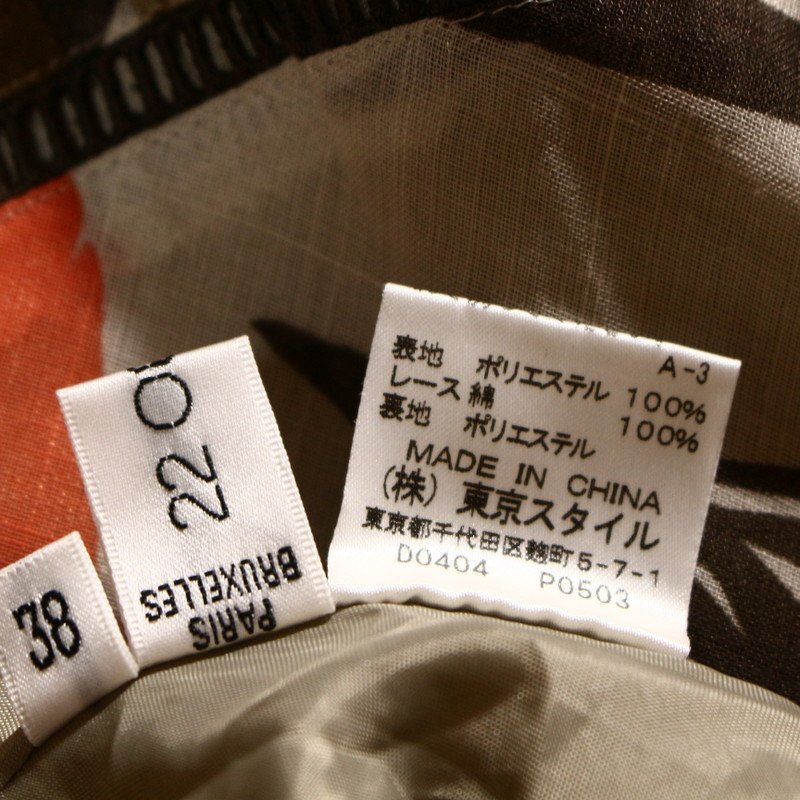 A-3
表地 ポリエステル 100%
レース 綿 100%
裏地 ポリエステル
MADE IN CHINA
(株) 東京スタイル
東京都千代田区麹町5-7-1
D0404 P0503
22
PARIS
BRUXELLES
38